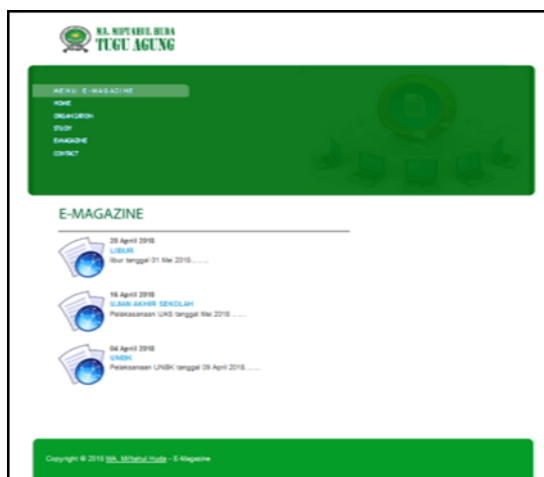 MA. MIFTAHUL HUDA
TUGU AGUNG
MENU E-MAGAZINE
HOME
ORGANIZATION
STUDY
E-MAGAZINE
CONTACT
E-MAGAZINE
28 April 2018
LIBUR
libur tanggal 01 Mei 2018........
16 April 2018
UJIAN AKHIR SEKOLAH
Pelaksanaan UAS tanggal Mei 2018.......
04 April 2018
UNBK
Pelaksanaan UNBK tanggal 09 April 2018.......
Copyright © 2018 MA. Miftahul Huda - E-Magazine